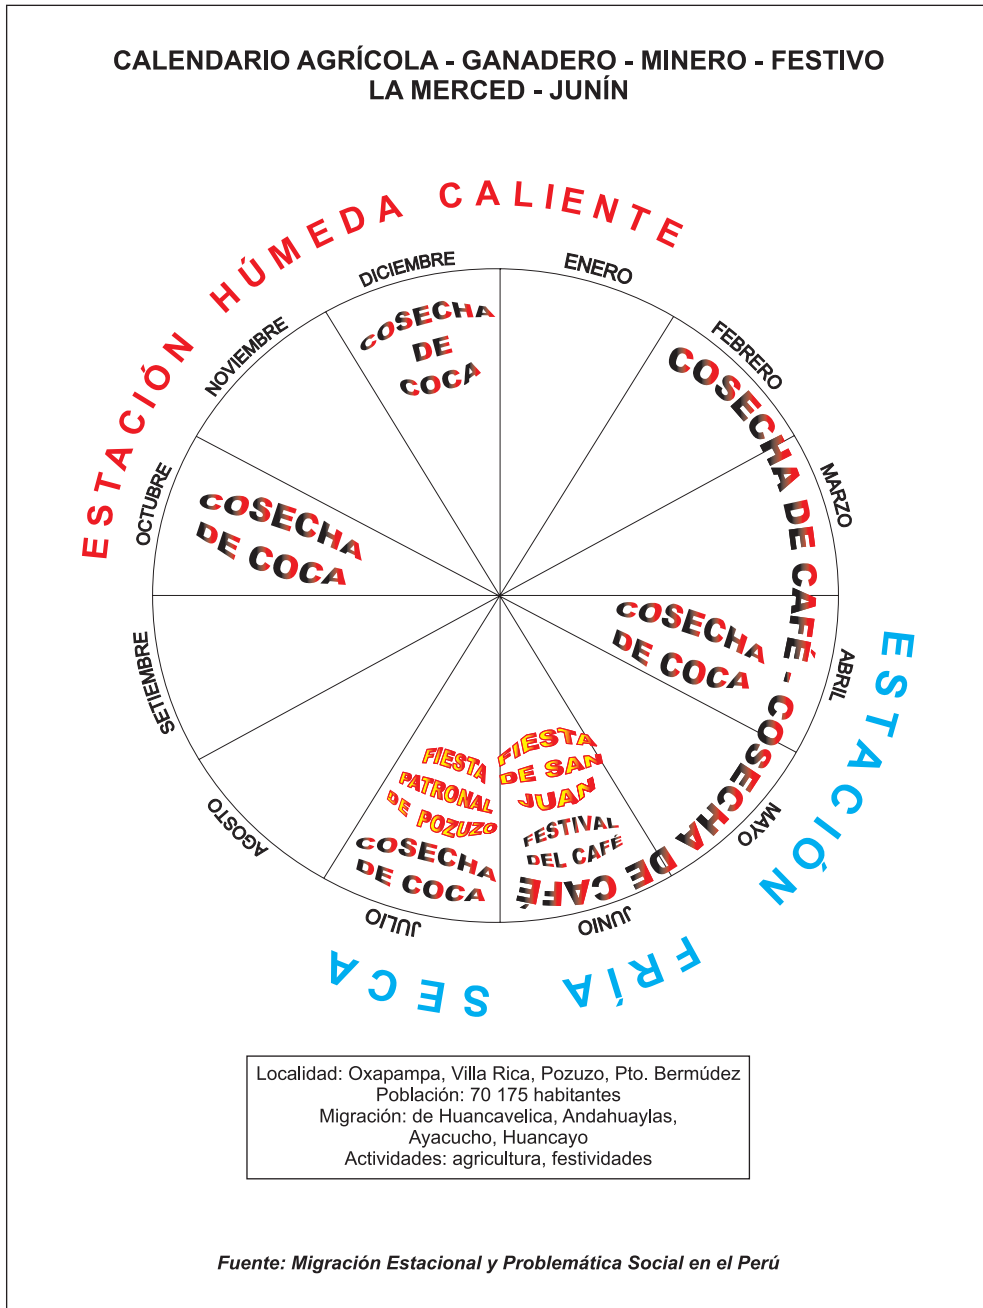 CALENDARIO AGRÍCOLA - GANADERO - MINERO - FESTIVO
LA MERCED - JUNÍN
ESTACIÓN HÚMEDA CALIENTE
ENERO
FEBRERO
MARZO
ABRIL
MAYO
JUNIO
JULIO
AGOSTO
SETIEMBRE
OCTUBRE
NOVIEMBRE
DICIEMBRE
COSECHA
DE
COCA
COSECHA DE CAFÉ - COSECHA DE CAFÉ
COSECHA
DE COCA
COSECHA
DE COCA
FIESTA
DE SAN
JUAN
FESTIVAL
DEL CAFÉ
FIESTA
PATRONAL
DE POZUZO
COSECHA
DE COCA
ESTACIÓN FRÍA SECA
Localidad: Oxapampa, Villa Rica, Pozuzo, Pto. Bermúdez
Población: 70 175 habitantes
Migración: de Huancavelica, Andahuaylas,
Ayacucho, Huancayo
Actividades: agricultura, festividades
Fuente: Migración Estacional y Problemática Social en el Perú